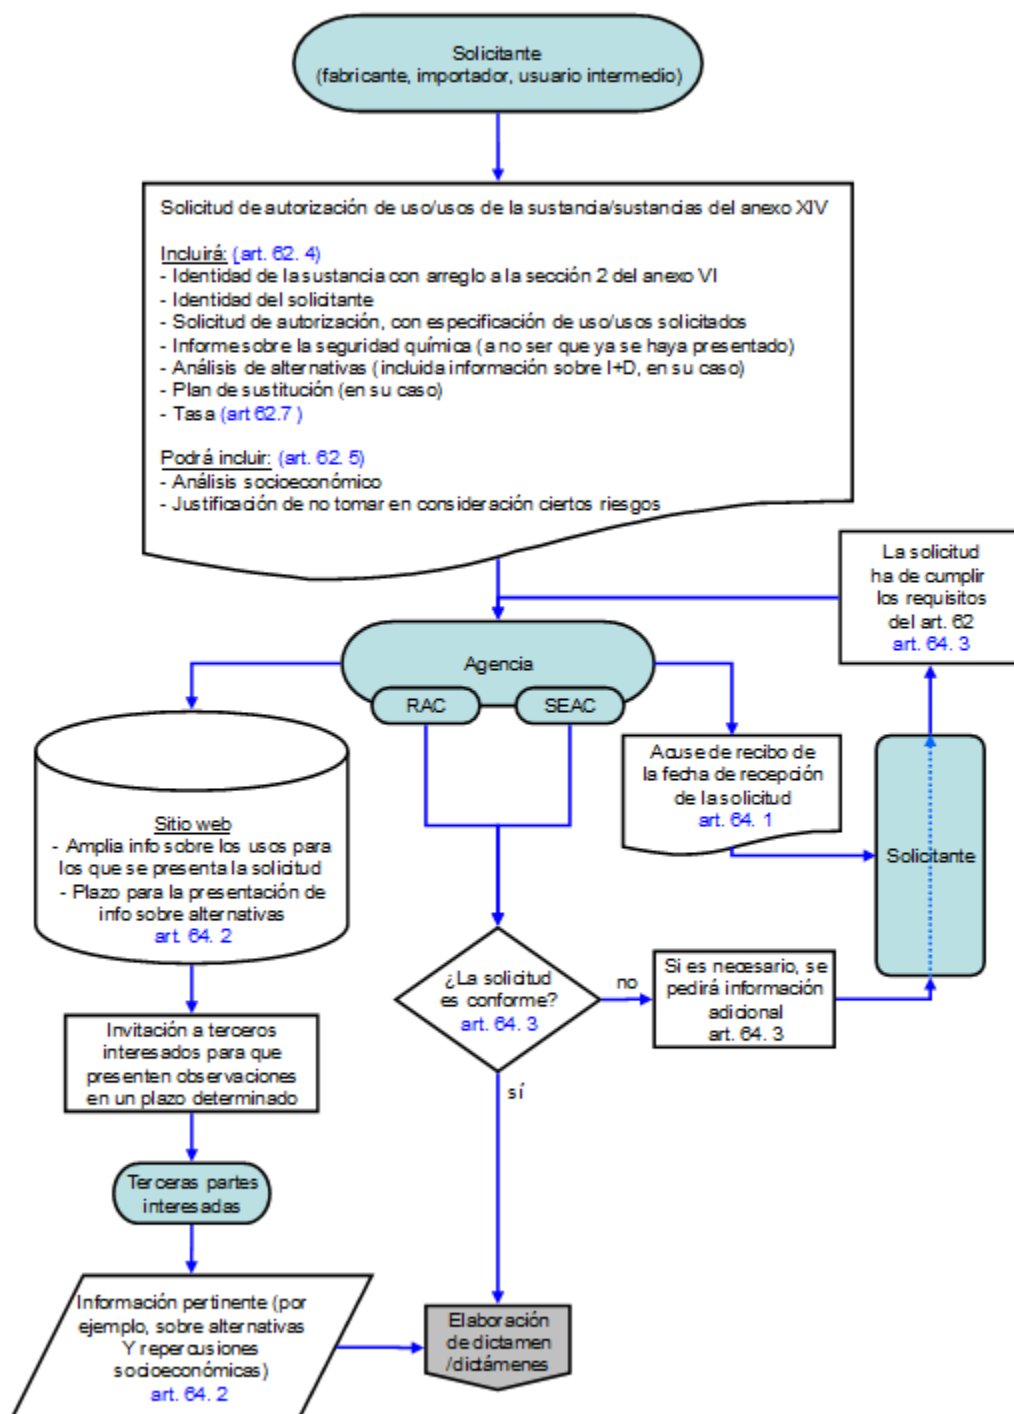 Solicitante
(fabricante, importador, usuario intermedio)
Solicitud de autorización de uso/usos de la sustancia/sustancias del anexo XIV
Incluirá: (art. 62. 4)
- Identidad de la sustancia con arreglo a la sección 2 del anexo VI
- Identidad del solicitante
- Solicitud de autorización, con especificación de uso/usos solicitados
- Informe sobre la seguridad química (a no ser que ya se haya presentado)
- Análisis de alternativas (incluida información sobre I+D, en su caso)
- Plan de sustitución (en su caso)
- Tasa (art 62.7 )
Podrá incluir: (art. 62. 5)
- Análisis socioeconómico
- Justificación de no tomar en consideración ciertos riesgos
La solicitud
ha de cumplir
los requisitos
del art. 62
art. 64. 3
Agencia
RAC
SEAC
Acuse de recibo de
la fecha de recepción
de la solicitud
art. 64. 1
Solicitante
Sitio web
- Amplia info sobre los usos para
los que se presenta la solicitud
- Plazo para la presentación de
info sobre alternativas
art. 64. 2
¿La solicitud
es conforme?
art. 64. 3
no
Si es necesario, se
pedirá información
adicional
art. 64. 3
sí
Invitación a terceros
interesados para que
presenten observaciones
en un plazo determinado
Terceras partes
interesadas
Información pertinente (por
ejemplo, sobre alternativas
Y repercusiones
socioeconómicas)
art. 64. 2
Elaboración
de dictamen
/dictámenes